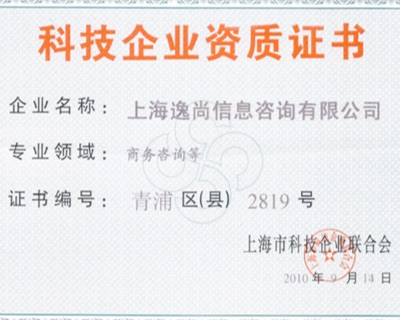 科技企业资质证书
企业名称： 上海逸尚信息咨询有限公司
专业领域： 商务咨询等
证书编号： 青浦 区(县) 2819 号
上海市科技企业联合会
2010 年 9 月 14 日